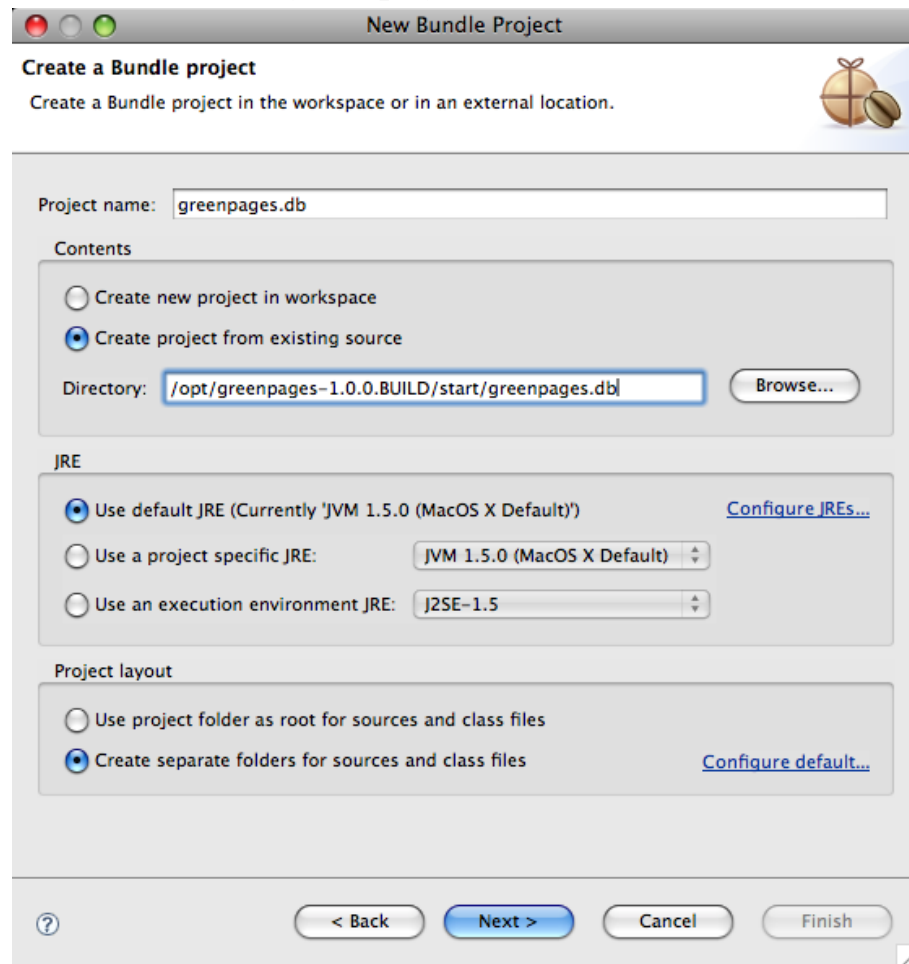 New Bundle Project
Create a Bundle project
Create a Bundle project in the workspace or in an external location.
Project name: greenpages.db
Contents
Create new project in workspace
Create project from existing source
Directory: /opt/greenpages-1.0.0.BUILD/start/greenpages.db Browse...
JRE
Use default JRE (Currently 'JVM 1.5.0 (MacOS X Default)') Configure JREs...
Use a project specific JRE: JVM 1.5.0 (MacOS X Default)
Use an execution environment JRE: J2SE-1.5
Project layout
Use project folder as root for sources and class files
Create separate folders for sources and class files Configure default...
? < Back Next > Cancel Finish